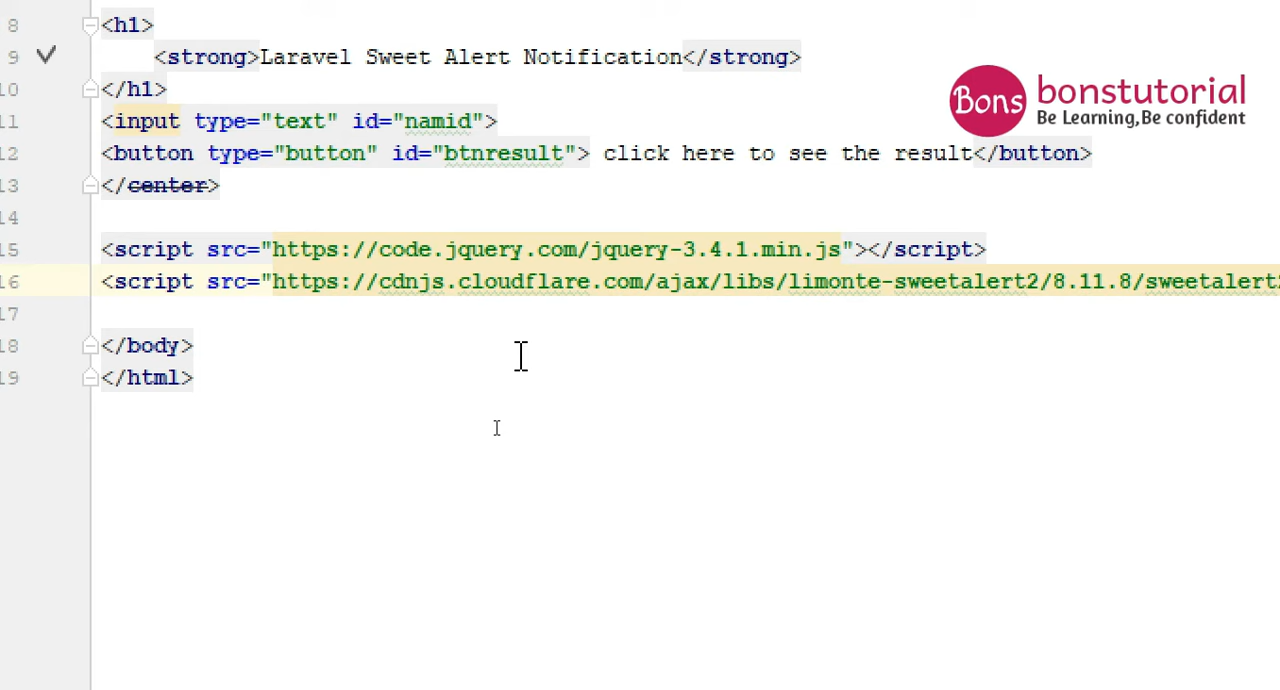 8 <h1>
9 <strong>Laravel Sweet Alert Notification</strong>
10 </h1>
11 <input type="text" id="namid">
12 <button type="button" id="btnresult"> click here to see the result</button>
13 </center>
14
15 <script src="https://code.jquery.com/jquery-3.4.1.min.js"></script>
16 <script src="https://cdnjs.cloudflare.com/ajax/libs/limonte-sweetalert2/8.11.8/sweetalert
17
18 </body>
19 </html>
Bons bonstutorial
Be Learning,Be confident